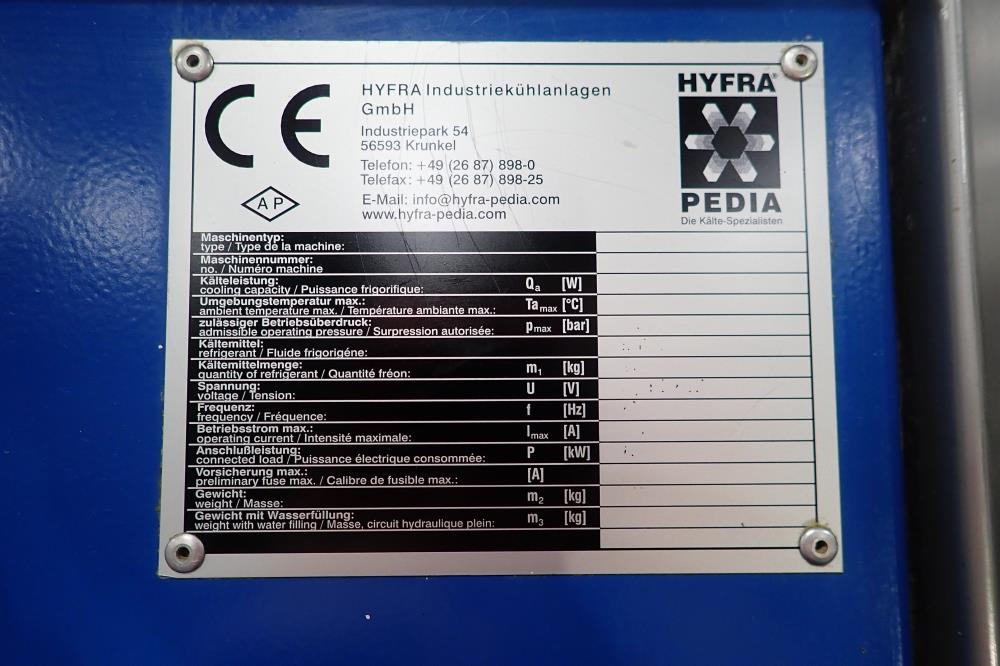 CE
AP
HYFRA Industriekühlanlagen
GmbH
Industriepark 54
56593 Krunkel
Telefon: +49 (26 87) 898-0
Telefax: +49 (26 87) 898-25
E-Mail: info@hyfra-pedia.com
www.hyfra-pedia.com
HYFRA®
PEDIA
Die Kälte-Spezialisten
Maschinentyp:
type / Type de la machine:
Maschinennummer:
no. / Numéro machine
Kälteleistung:
cooling capacity / Puissance frigorifique: Qa [W]
Umgebungstemperatur max.:
ambient temperature max. / Température ambiante max.: Tamax [°C]
zulässiger Betriebsüberdruck:
admissible operating pressure / Surpression autorisée: pmax [bar]
Kältemittel:
refrigerant / Fluide frigorigéne:
Kältemittelmenge:
quantity of refrigerant / Quantité fréon: m1 [kg]
Spannung:
voltage / Tension: U [V]
Frequenz:
frequency / Fréquence: f [Hz]
Betriebsstrom max.:
operating current / Intensité maximale: Imax [A]
Anschlußleistung:
connected load / Puissance électrique consommée: P [kW]
Vorsicherung max.:
preliminary fuse max. / Calibre de fusible max.: [A]
Gewicht:
weight / Masse: m2 [kg]
Gewicht mit Wasserfüllung:
weight with water filling / Masse, circuit hydraulique plein: m3 [kg]